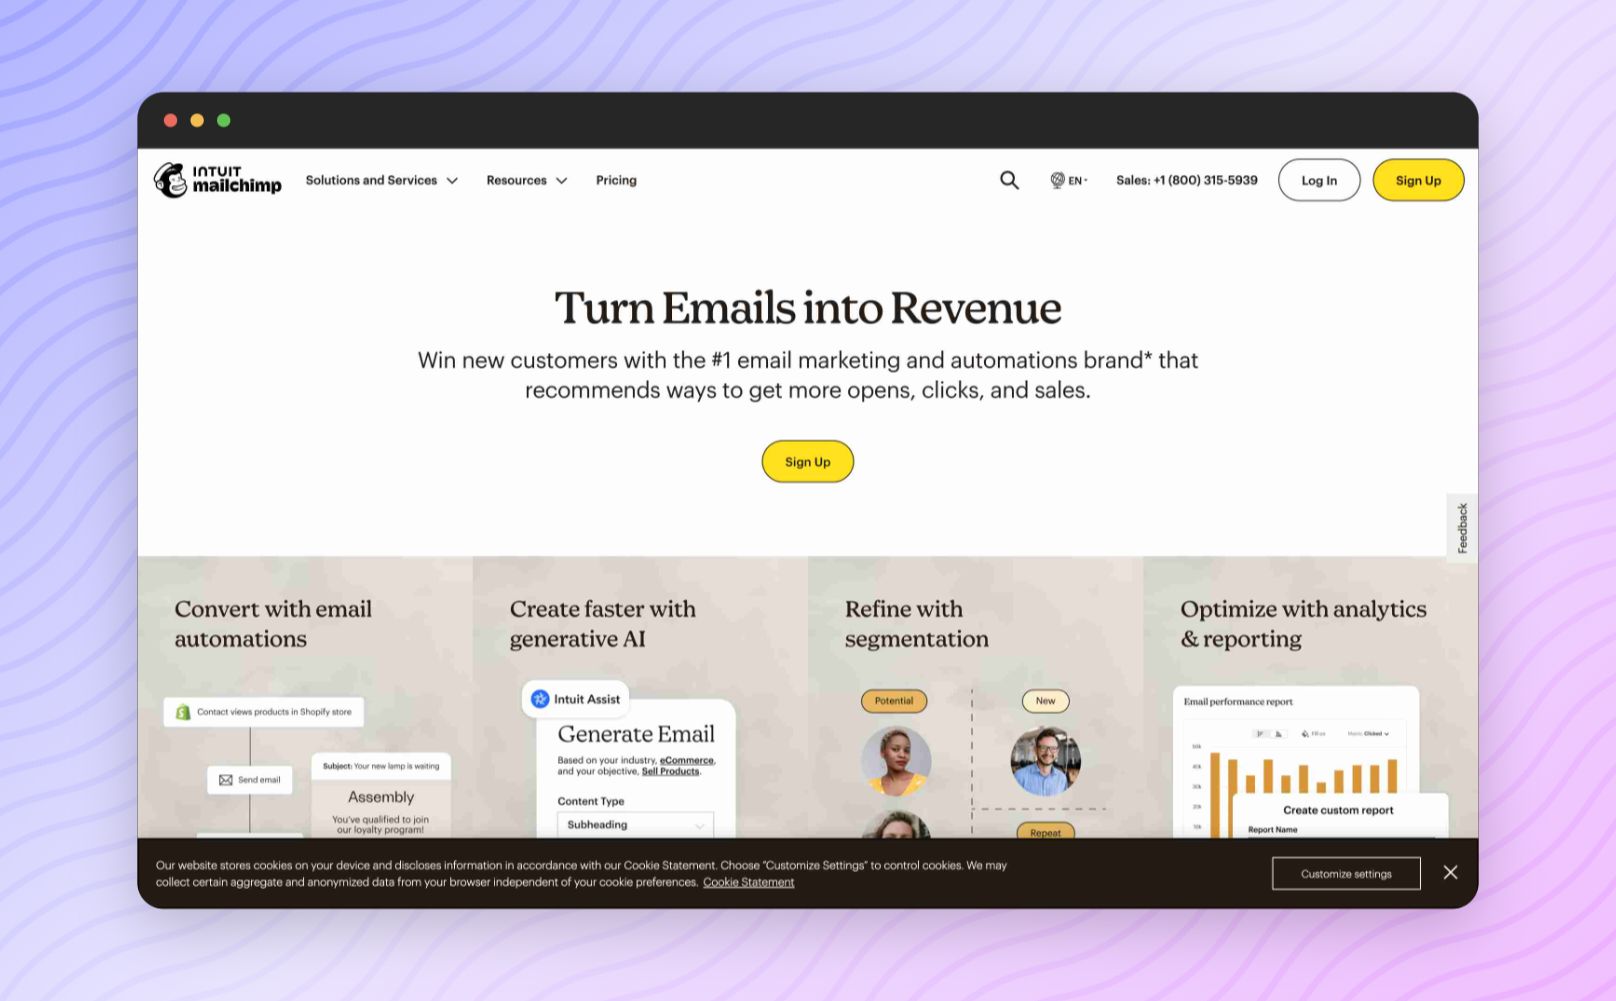 INTUIT
mailchimp
Solutions and Services
Resources
Pricing
EN
Sales: +1 (800) 315-5939
Log In
Sign Up
Turn Emails into Revenue
Win new customers with the #1 email marketing and automations brand* that
recommends ways to get more opens, clicks, and sales.
Sign Up
Feedback
Convert with email
automations
Contact views products in Shopify store
Send email
Subject: Your new lamp is waiting
Assembly
You've qualified to join
our loyalty program!
Create faster with
generative AI
Intuit Assist
Generate Email
Based on your industry, eCommerce,
and your objective, Sell Products.
Content Type
Subheading
Refine with
segmentation
Potential
New
Repeat
Optimize with analytics
& reporting
Email performance report
Metric: Clicked
50k
40k
30k
20k
10k
Create custom report
Report Name
Our website stores cookies on your device and discloses information in accordance with our Cookie Statement. Choose "Customize Settings" to control cookies. We may
collect certain aggregate and anonymized data from your browser independent of your cookie preferences. Cookie Statement
Customize settings